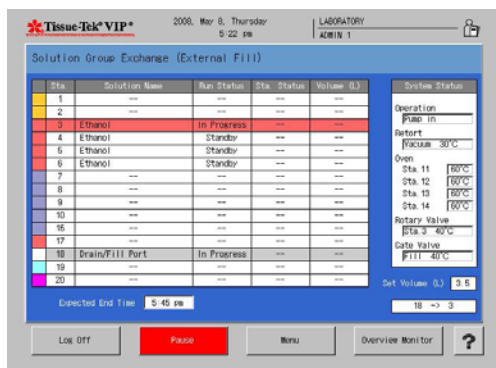 Tissue-Tek® VIP®
2008, May 8, Thursday
5:22 pm
LABORATORY
ADMIN 1
Solution Group Exchange (External Fill)
Sta. Solution Name Run Status Sta. Status Volume (L)
1 -- -- -- --
2 -- -- -- --
3 Ethanol In Progress -- --
4 Ethanol Standby -- --
5 Ethanol Standby -- --
6 Ethanol Standby -- --
7 -- -- -- --
8 -- -- -- --
9 -- -- -- --
10 -- -- -- --
16 -- -- -- --
17 -- -- -- --
18 Drain/Fill Port In Progress -- --
19 -- -- -- --
20 -- -- -- --
Expected End Time 5:45 pm
System Status
Operation
Pump in
Retort
Vacuum 30°C
Oven
Sta. 11 60°C
Sta. 12 60°C
Sta. 13 60°C
Sta. 14 60°C
Rotary Valve
Sta.3 40°C
Gate Valve
Fill 40°C
Set Volume (L) 3.5
18 -> 3
Log Off
Pause
Menu
Overview Monitor
?